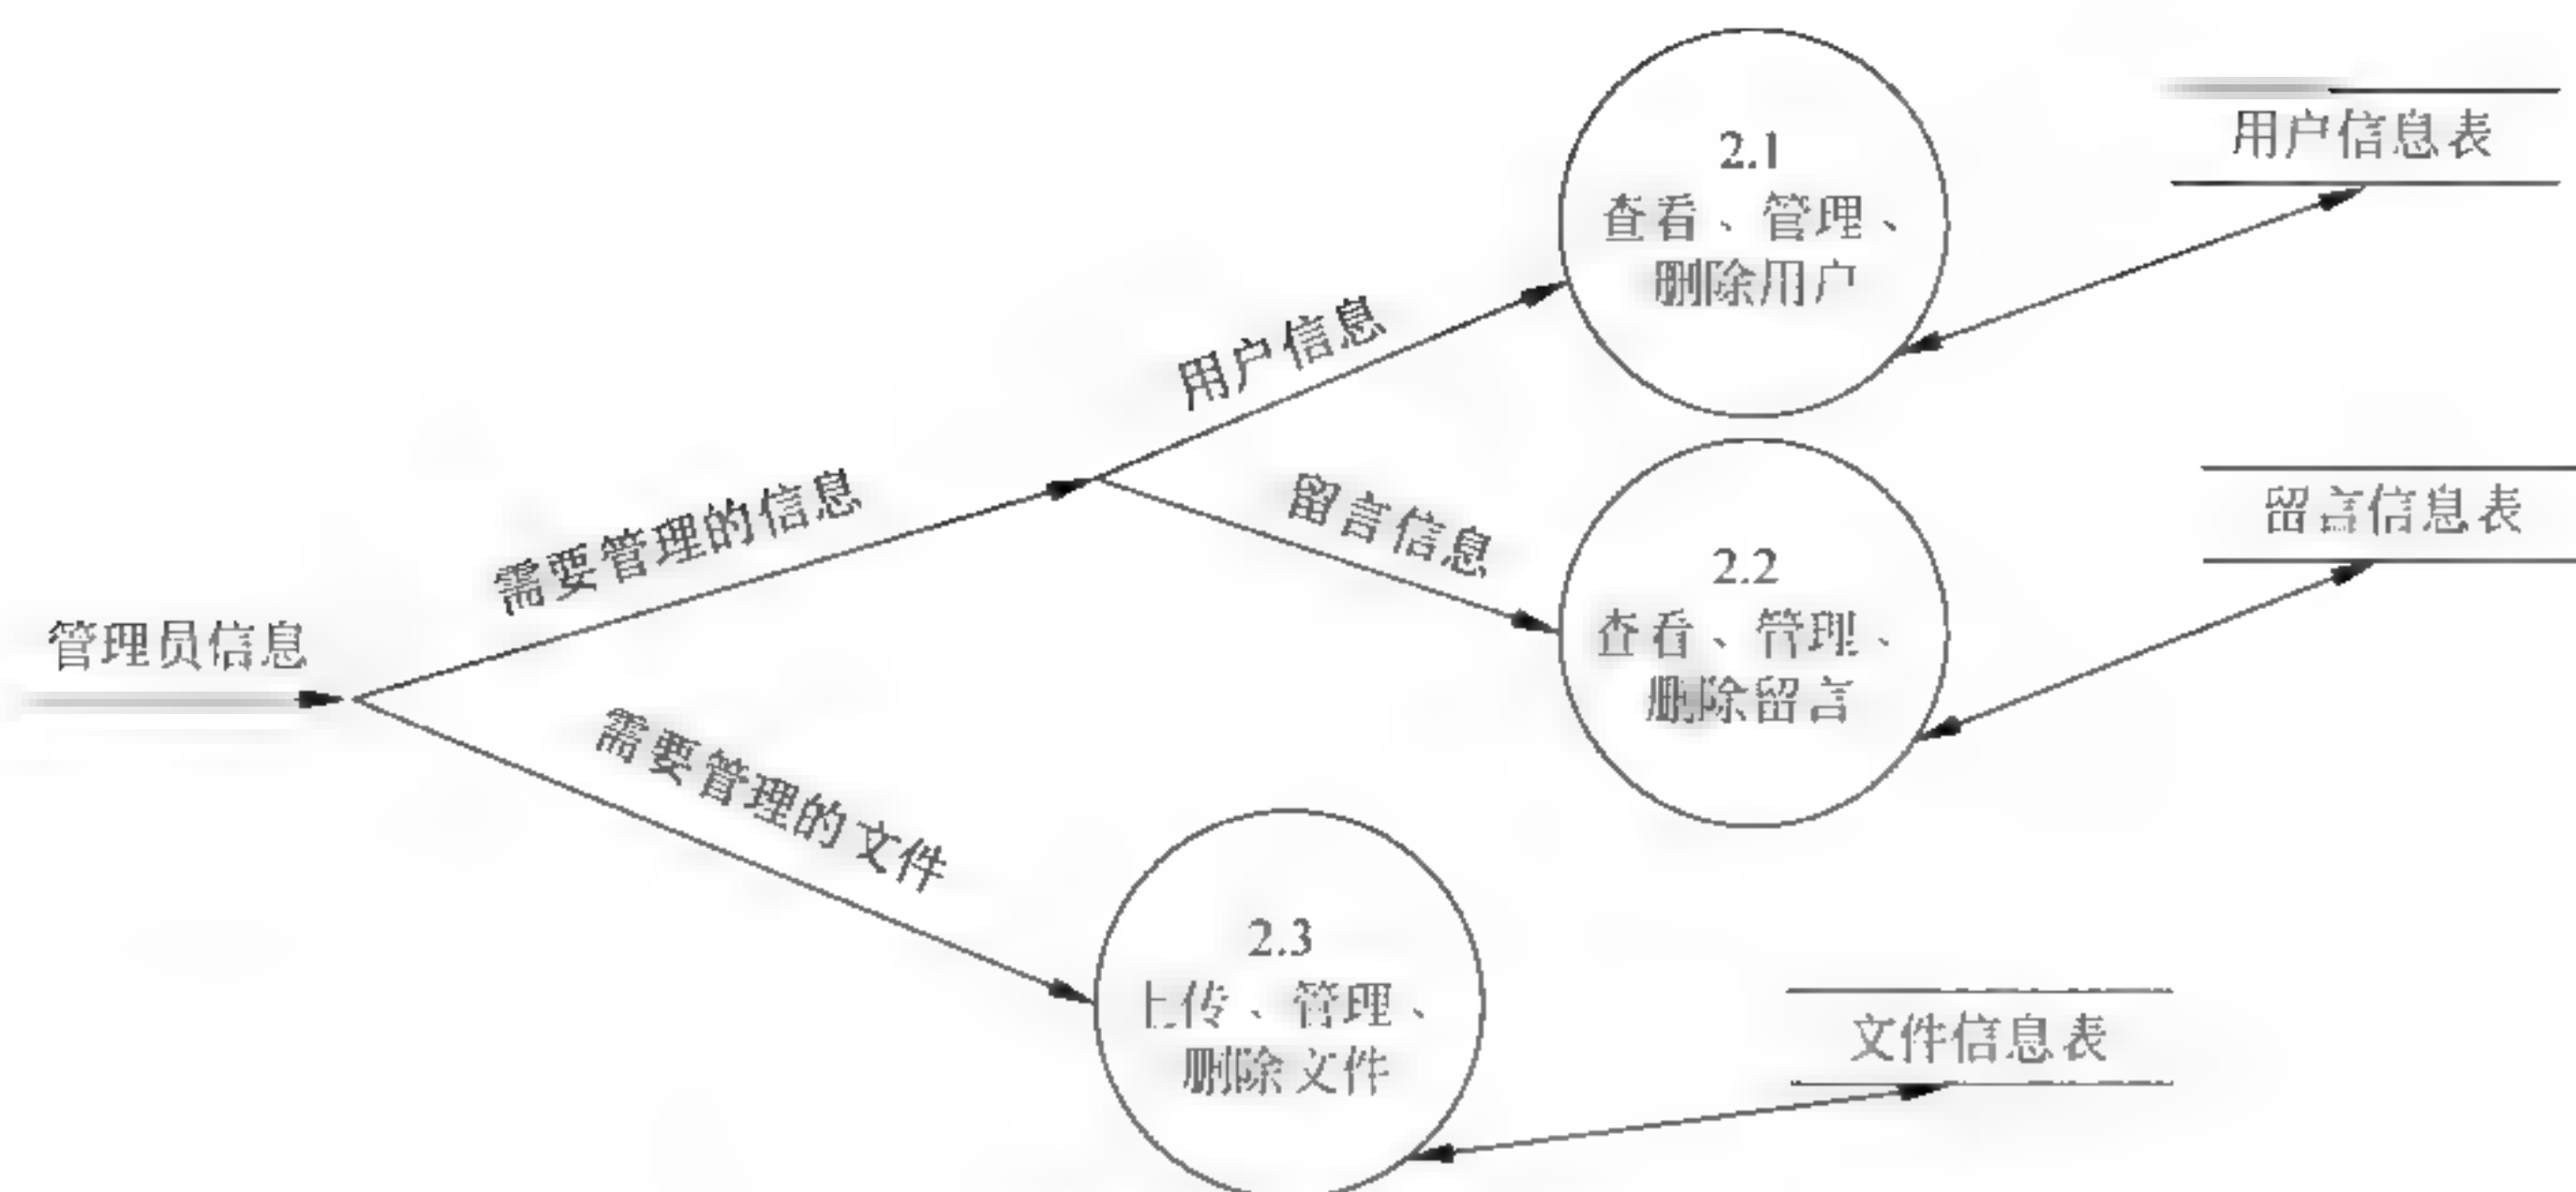 2.1
查看、管理、
删除用户
用户信息表
用户信息
留言信息
留言信息表
2.2
查看、管理、
删除留言
需要管理的信息
管理员信息
需要管理的文件
2.3
上传、管理、
删除文件
文件信息表